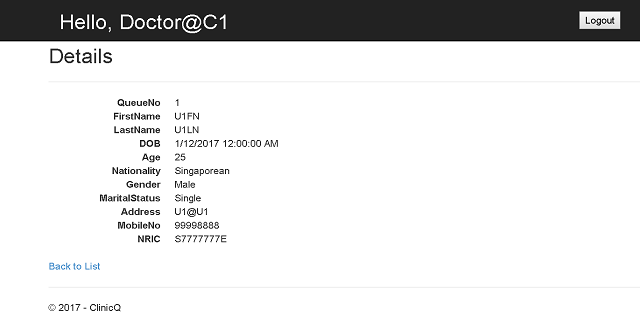 Hello, Doctor@C1
Logout
Details
QueueNo 1
FirstName U1FN
LastName U1LN
DOB 1/12/2017 12:00:00 AM
Age 25
Nationality Singaporean
Gender Male
MaritalStatus Single
Address U1@U1
MobileNo 99998888
NRIC S7777777E
Back to List
© 2017 - ClinicQ